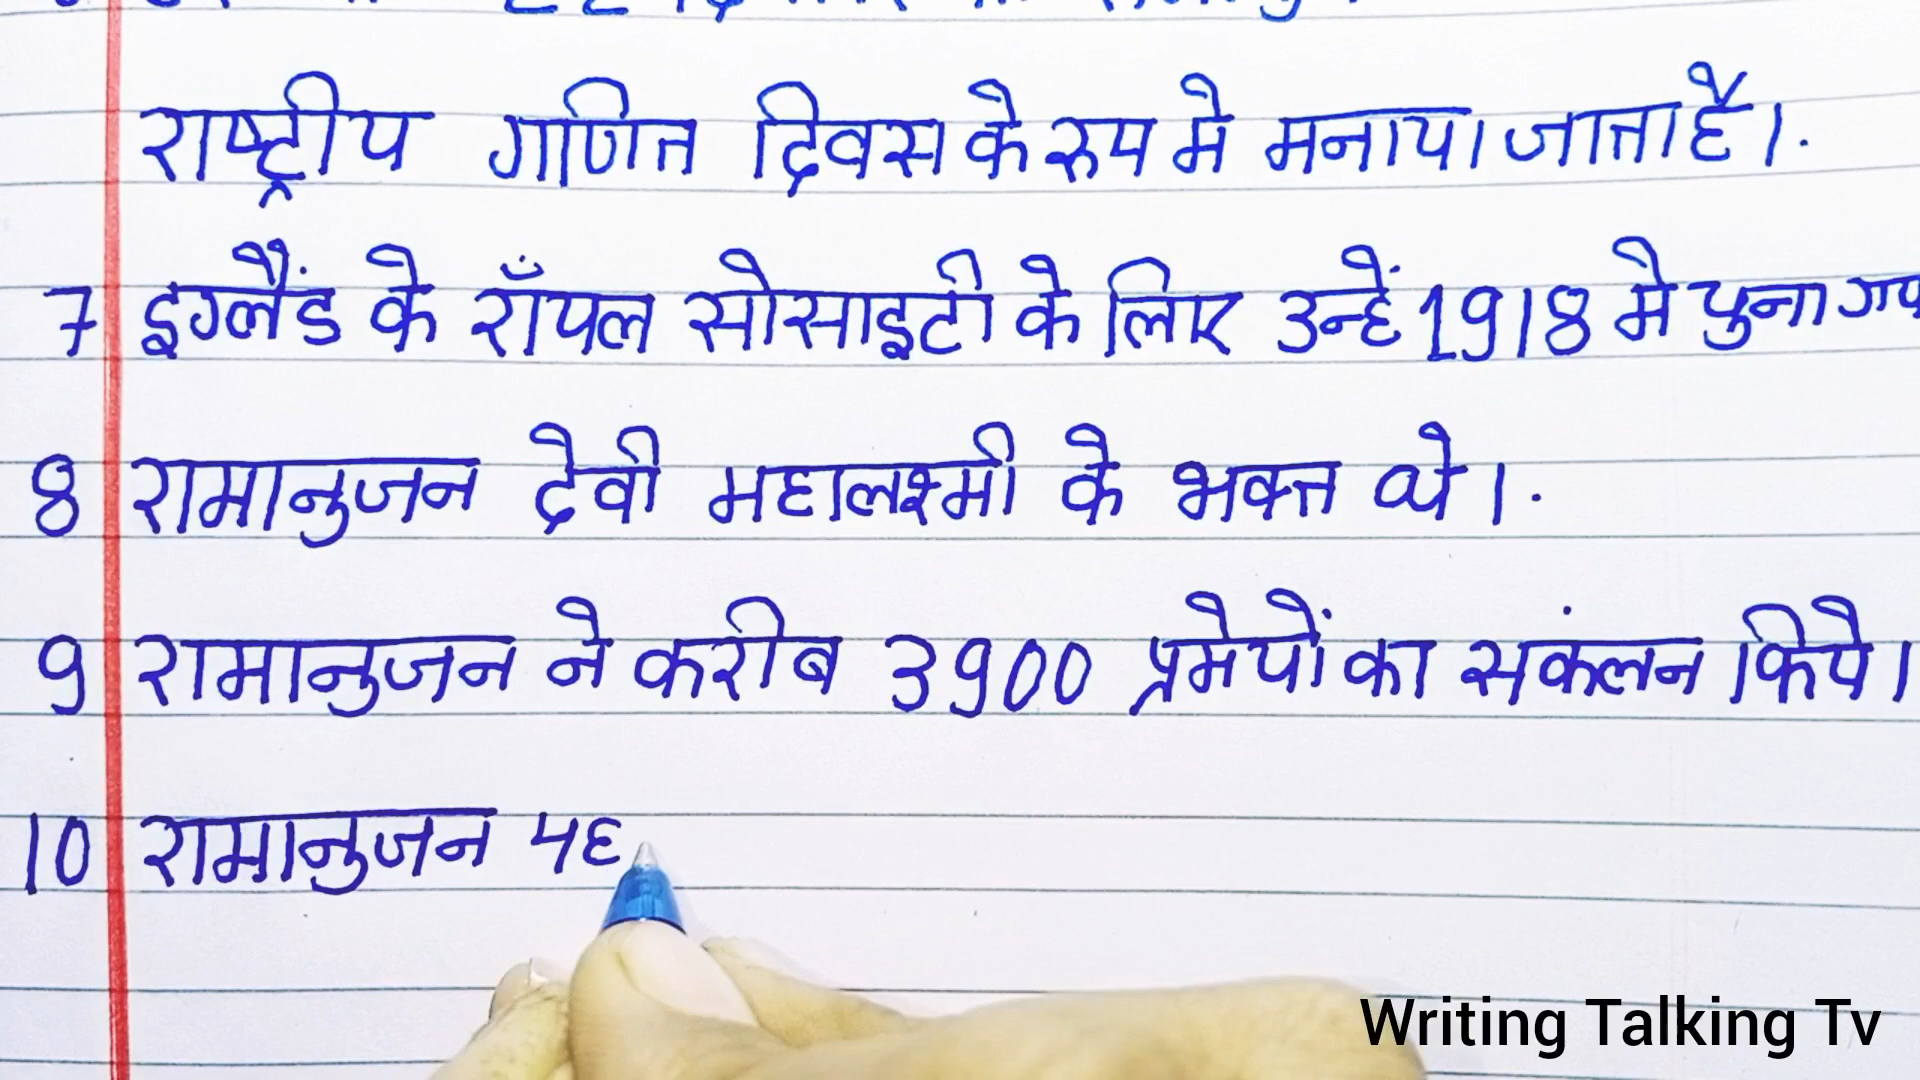 राष्ट्रीय गणित दिवस के रुप मे मनाया जाता है।.
7 इग्लैंड के रॉंयल सोसाइटी के लिए उन्हें 1918 मे चुना गया
8 रामानुजन देवी महालक्ष्मी के भक्त थे।.
9 रामानुजन ने करीब 3900 प्रमेयों का सकंलन किये।
10 रामानुजन
Writing Talking Tv